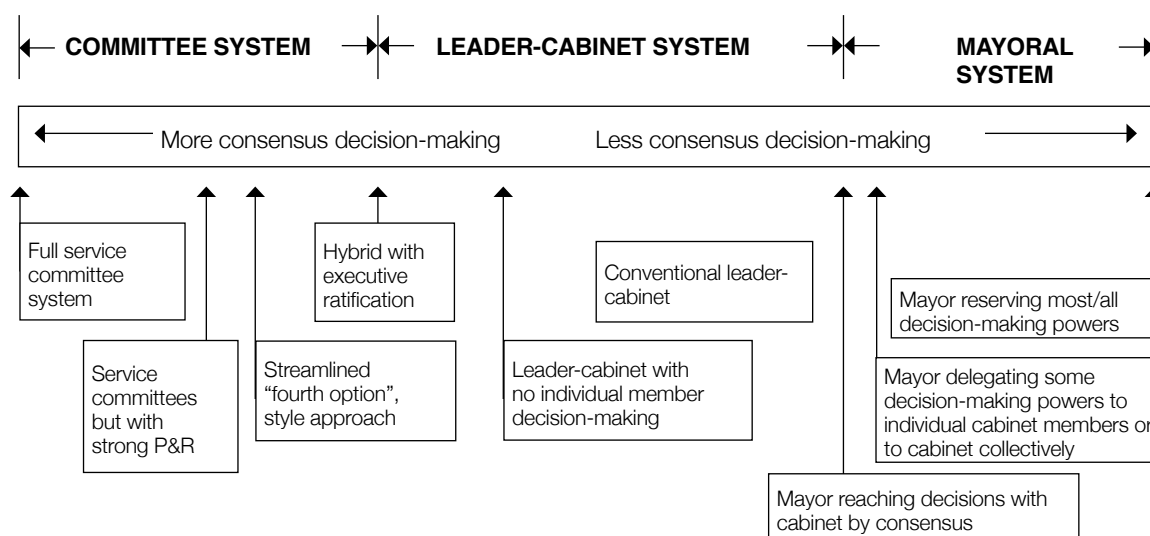 COMMITTEE SYSTEM
LEADER-CABINET SYSTEM
MAYORAL
SYSTEM
More consensus decision-making
Less consensus decision-making
Full service
committee
system
Hybrid with
executive
ratification
Conventional leader-
cabinet
Mayor reserving most/all
decision-making powers
Service
committees
but with
strong P&R
Streamlined
“fourth option”,
style approach
Leader-cabinet with
no individual member
decision-making
Mayor delegating some
decision-making powers to
individual cabinet members or
to cabinet collectively
Mayor reaching decisions with
cabinet by consensus